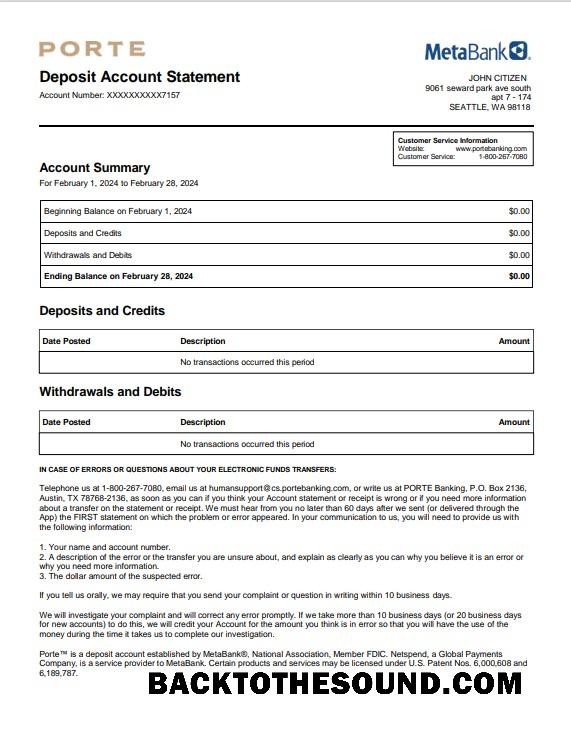 PORTE
MetaBank®
Deposit Account Statement
Account Number: XXXXXXXXXX7157
JOHN CITIZEN
9061 seward park ave south
apt 7 - 174
SEATTLE, WA 98118
Customer Service Information
Website: www.portebanking.com
Customer Service: 1-800-267-7080
Account Summary
For February 1, 2024 to February 28, 2024
Beginning Balance on February 1, 2024 $0.00
Deposits and Credits $0.00
Withdrawals and Debits $0.00
Ending Balance on February 28, 2024 $0.00
Deposits and Credits
Date Posted Description Amount
No transactions occurred this period
Withdrawals and Debits
Date Posted Description Amount
No transactions occurred this period
IN CASE OF ERRORS OR QUESTIONS ABOUT YOUR ELECTRONIC FUNDS TRANSFERS:
Telephone us at 1-800-267-7080, email us at humansupport@cs.portebanking.com, or write us at PORTE Banking, P.O. Box 2136,
Austin, TX 78768-2136, as soon as you can if you think your Account statement or receipt is wrong or if you need more information
about a transfer on the statement or receipt. We must hear from you no later than 60 days after we sent (or delivered through the
App) the FIRST statement on which the problem or error appeared. In your communication to us, you will need to provide us with
the following information:
1. Your name and account number.
2. A description of the error or the transfer you are unsure about, and explain as clearly as you can why you believe it is an error or
why you need more information.
3. The dollar amount of the suspected error.
If you tell us orally, we may require that you send your complaint or question in writing within 10 business days.
We will investigate your complaint and will correct any error promptly. If we take more than 10 business days (or 20 business days
for new accounts) to do this, we will credit your Account for the amount you think is in error so that you will have the use of the
money during the time it takes us to complete our investigation.
Porte™ is a deposit account established by MetaBank®, National Association, Member FDIC. Netspend, a Global Payments
Company, is a service provider to MetaBank. Certain products and services may be licensed under U.S. Patent Nos. 6,000,608 and
6,189,787.
BACKTOTHESOUND.COM